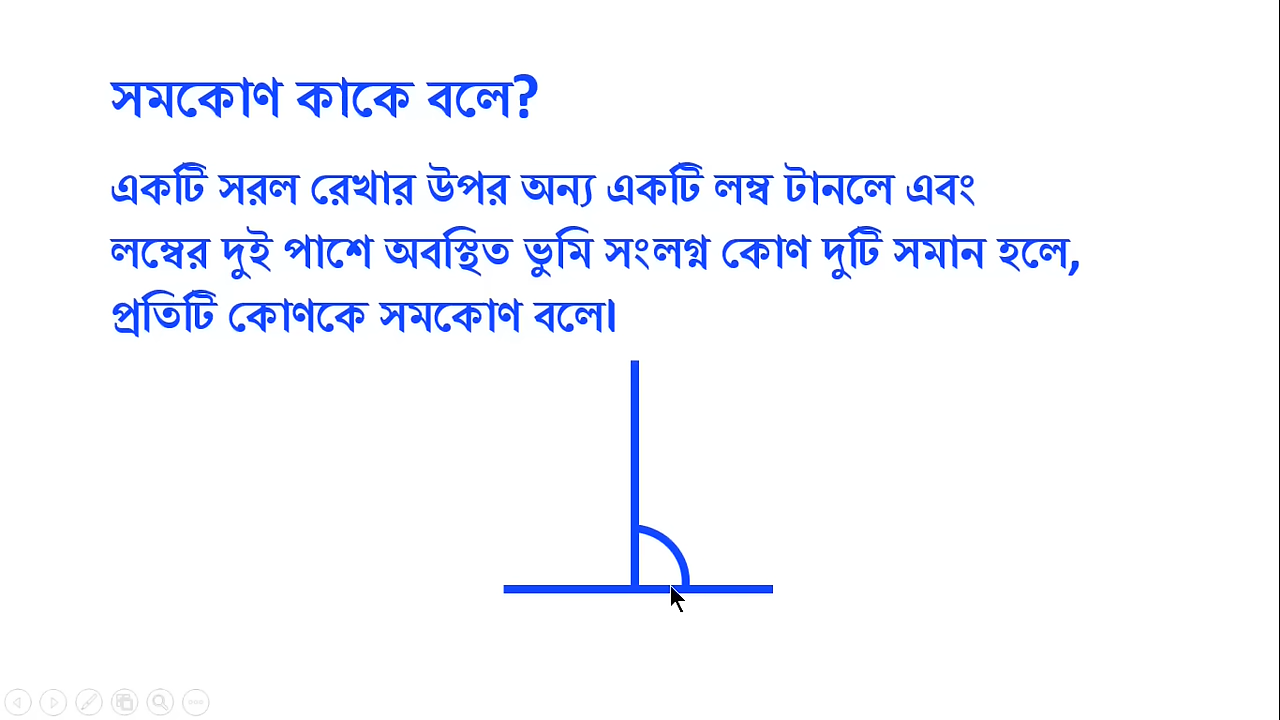 সমকোণ কাকে বলে?
একটি সরল রেখার উপর অন্য একটি লম্ব টানলে এবং
লম্বের দুই পাশে অবস্থিত ভুমি সংলগ্ন কোণ দুটি সমান হলে,
প্রতিটি কোণকে সমকোণ বলে।